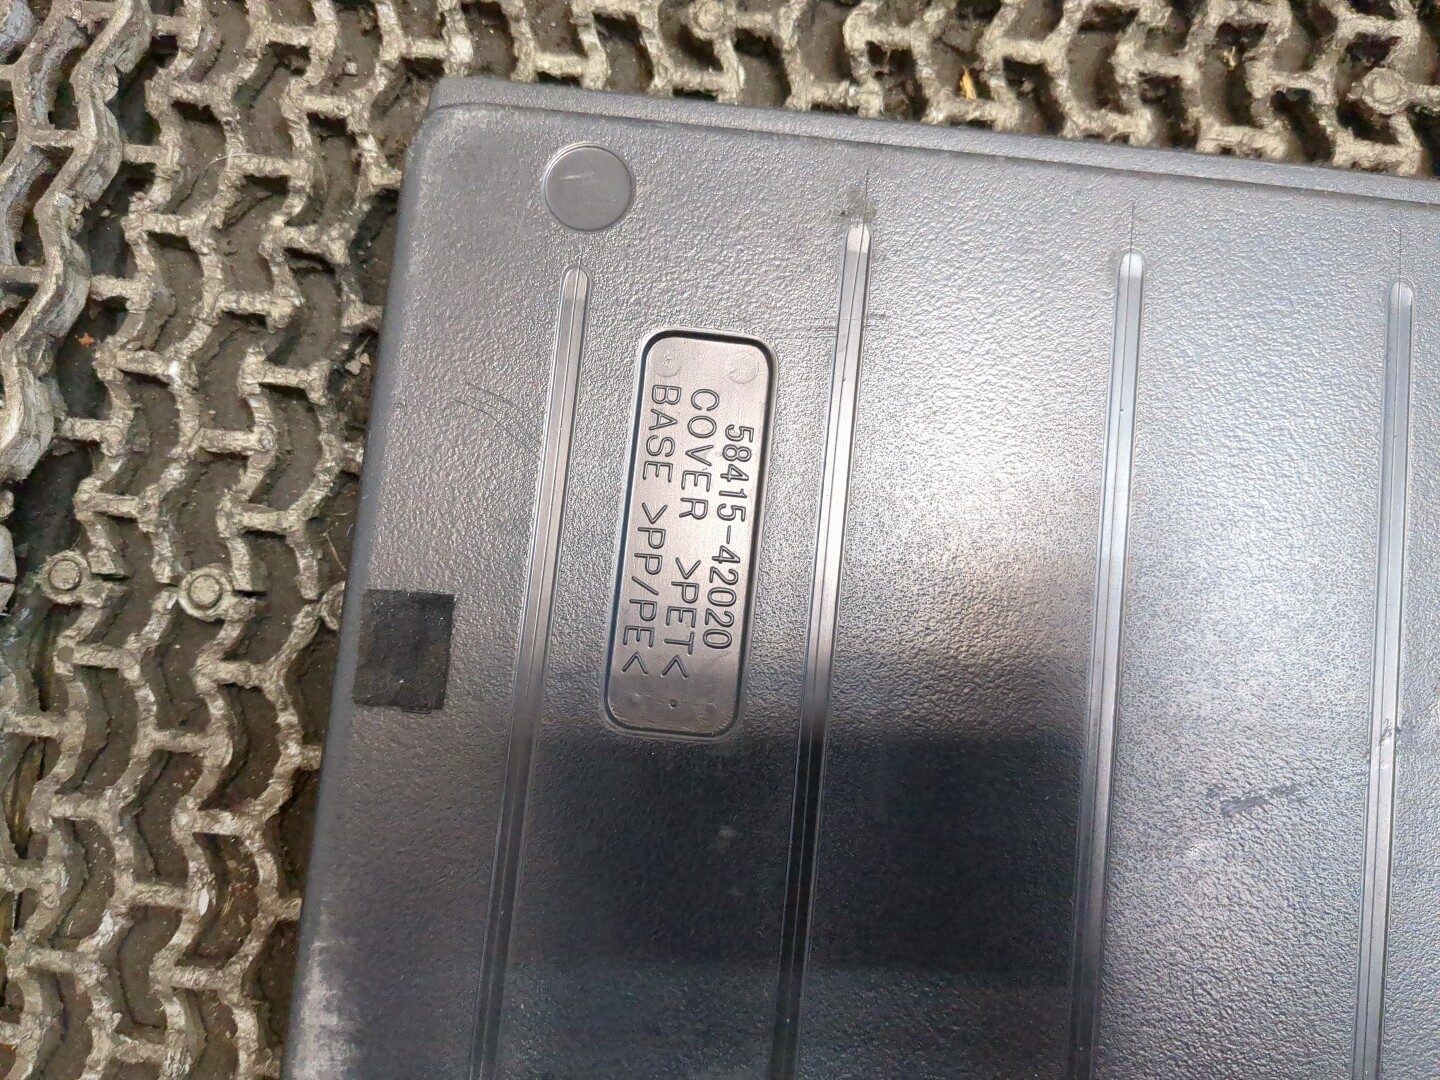 58415-42020
COVER >PET<
BASE >PP/PE<